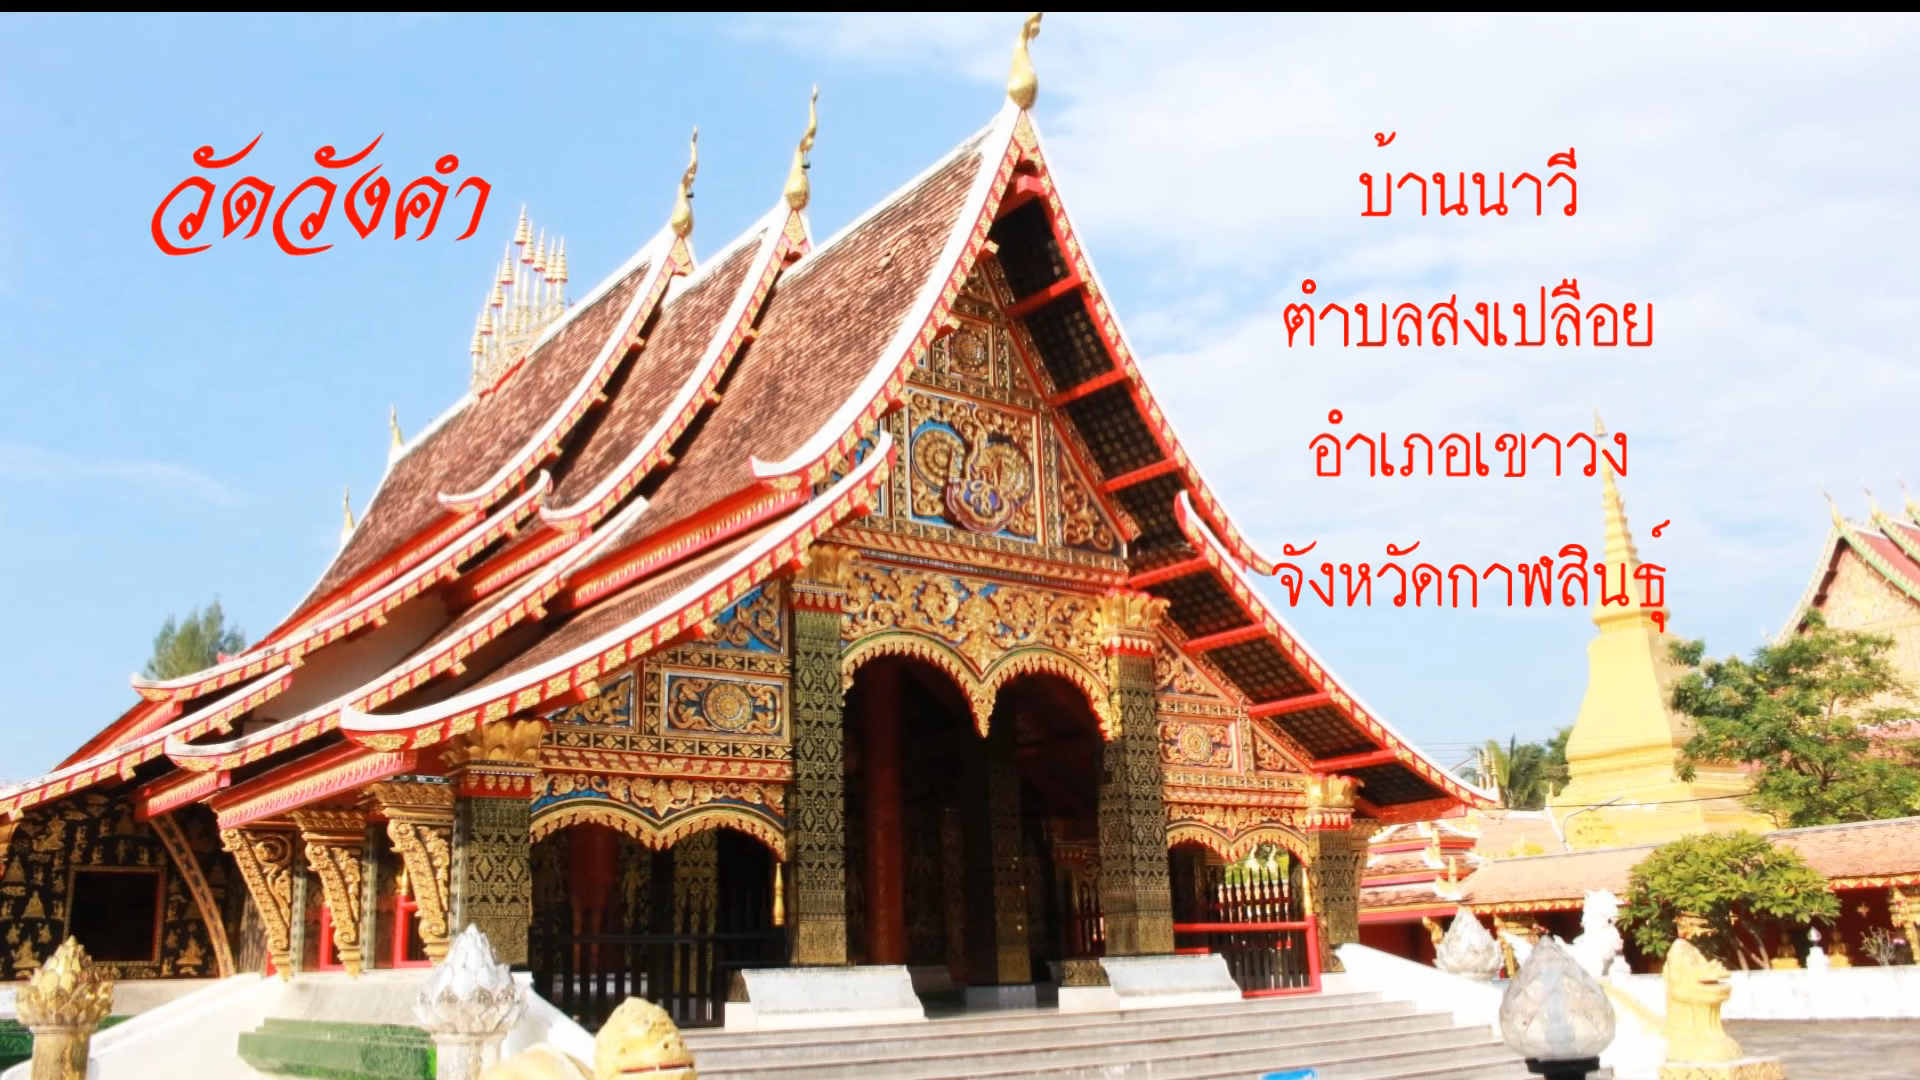 วัดวังคำ
บ้านนาวี
ตำบลสงเปลือย
อำเภอเขาวง
จังหวัดกาฬสินธุ์